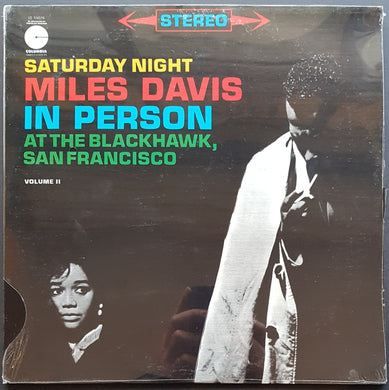 STEREO
COLUMBIA
SATURDAY NIGHT
MILES DAVIS
IN PERSON
AT THE BLACKHAWK,
SAN FRANCISCO
VOLUME II